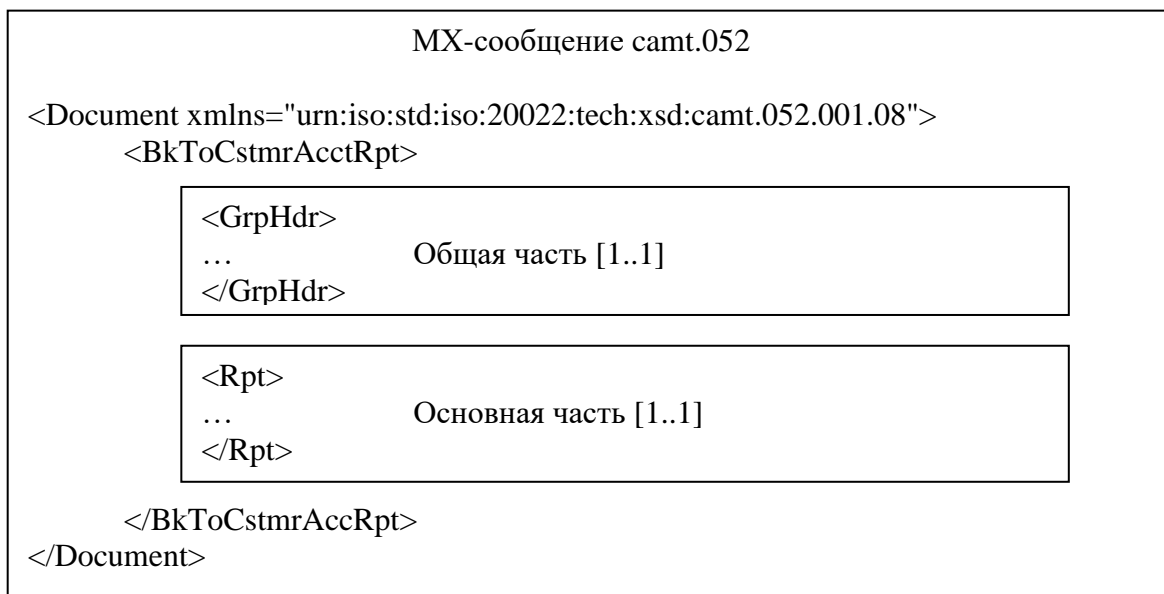 МХ-сообщение camt.052
<Document xmlns="urn:iso:std:iso:20022:tech:xsd:camt.052.001.08">
<BkToCstmrAcctRpt>
<GrpHdr>
… Общая часть [1..1]
</GrpHdr>
<Rpt>
… Основная часть [1..1]
</Rpt>
</BkToCstmrAccRpt>
</Document>